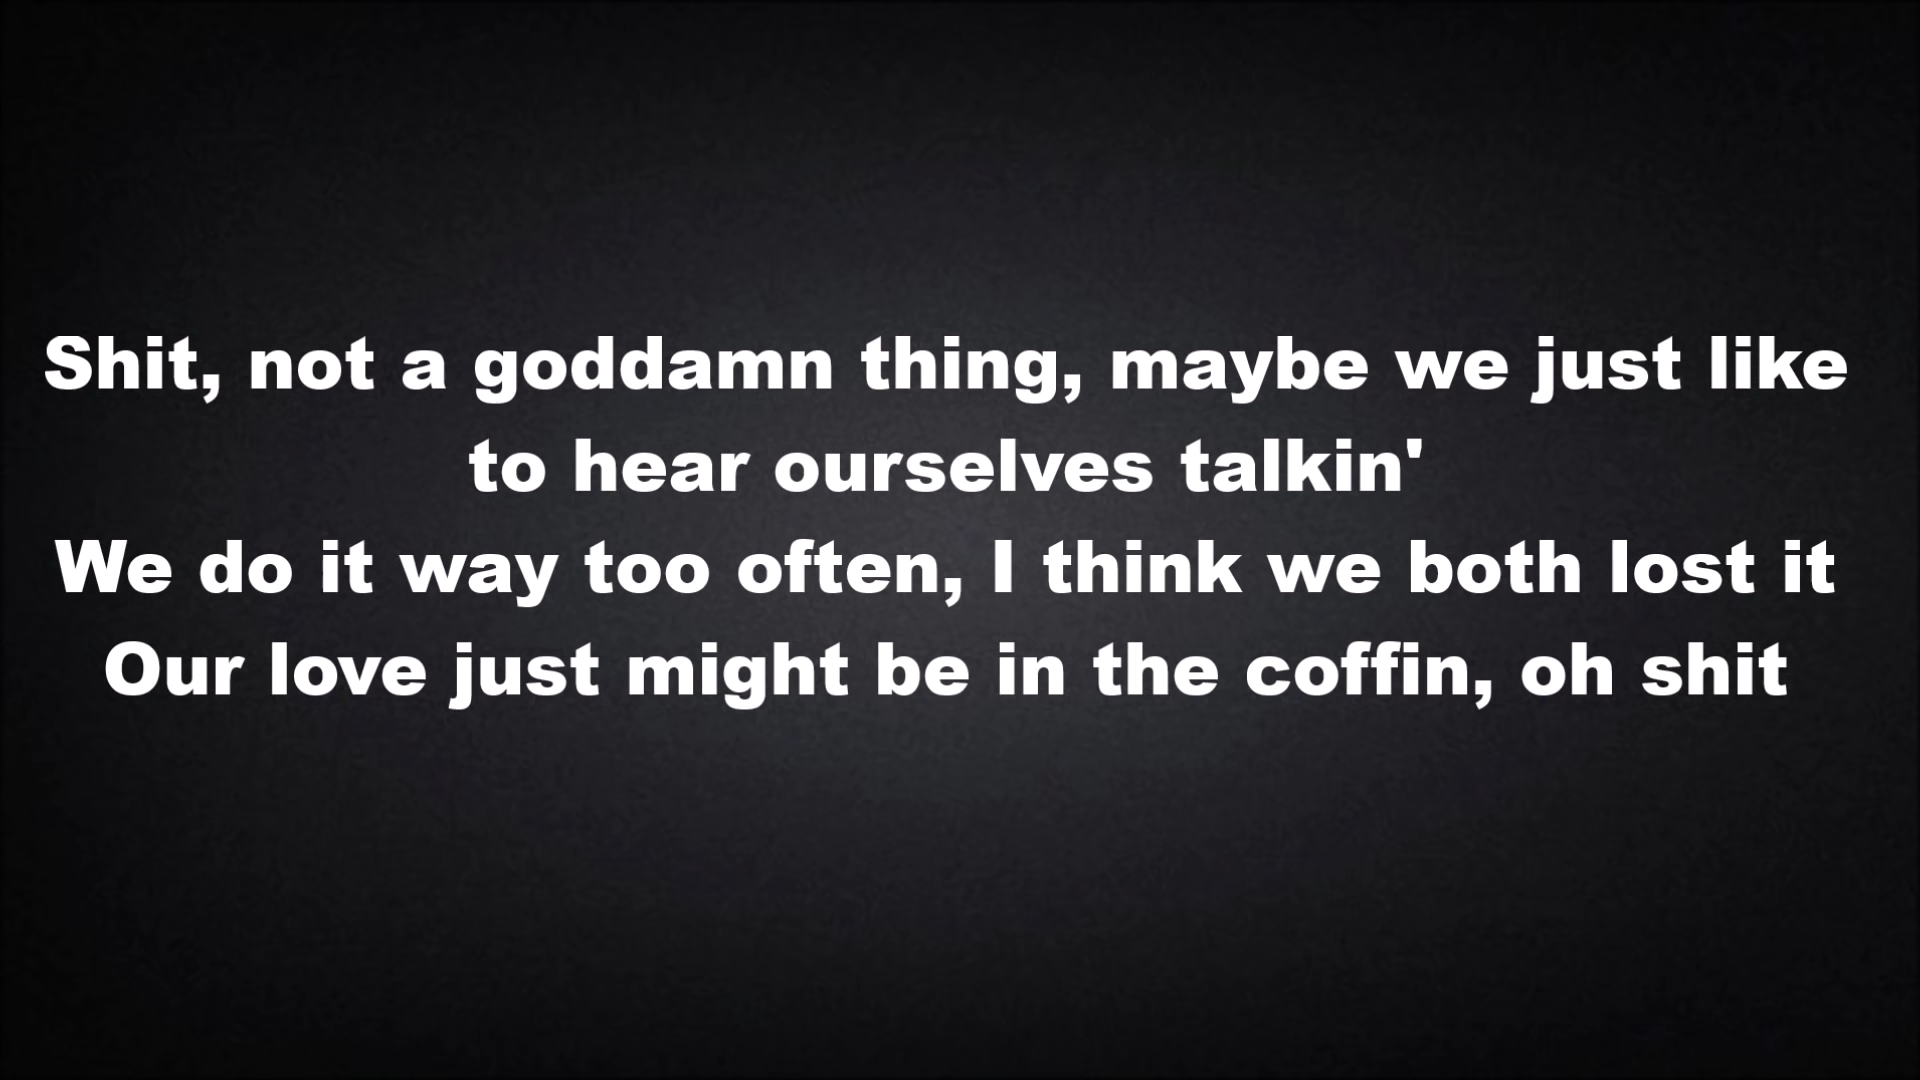 Shit, not a goddamn thing, maybe we just like
to hear ourselves talkin'
We do it way too often, I think we both lost it
Our love just might be in the coffin, oh shit